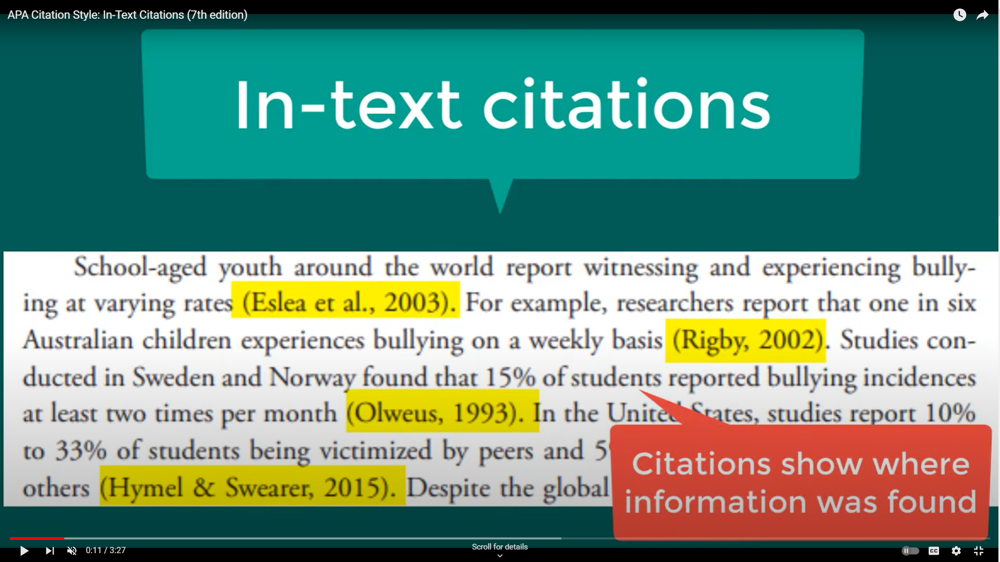 APA Citation Style: In-Text Citations (7th edition)
In-text citations
School-aged youth around the world report witnessing and experiencing bully-
ing at varying rates (Eslea et al., 2003). For example, researchers report that one in six
Australian children experiences bullying on a weekly basis (Rigby, 2002). Studies con-
ducted in Sweden and Norway found that 15% of students reported bullying incidences
at least two times per month (Olweus, 1993). In the United States, studies report 10%
to 33% of students being victimized by peers and 5
others (Hymel & Swearer, 2015). Despite the global
Citations show where
information was found
0:11 / 3:27
Scroll for details
CC